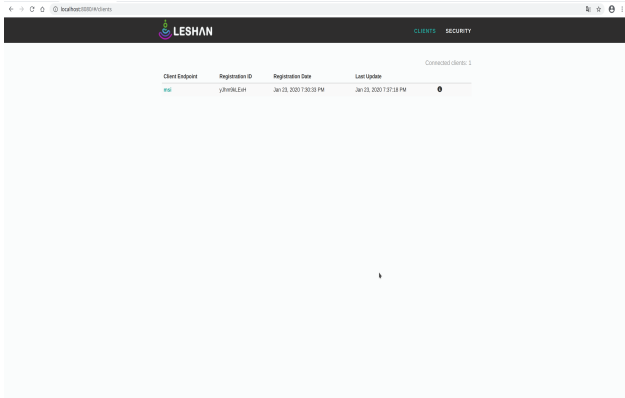 localhost:8080/#/clients
LESHAN
CLIENTS SECURITY
Connected clients: 1
Client Endpoint Registration ID Registration Date Last Update
Jan 23, 2020 7:30:33 PM Jan 23, 2020 7:37:18 PM